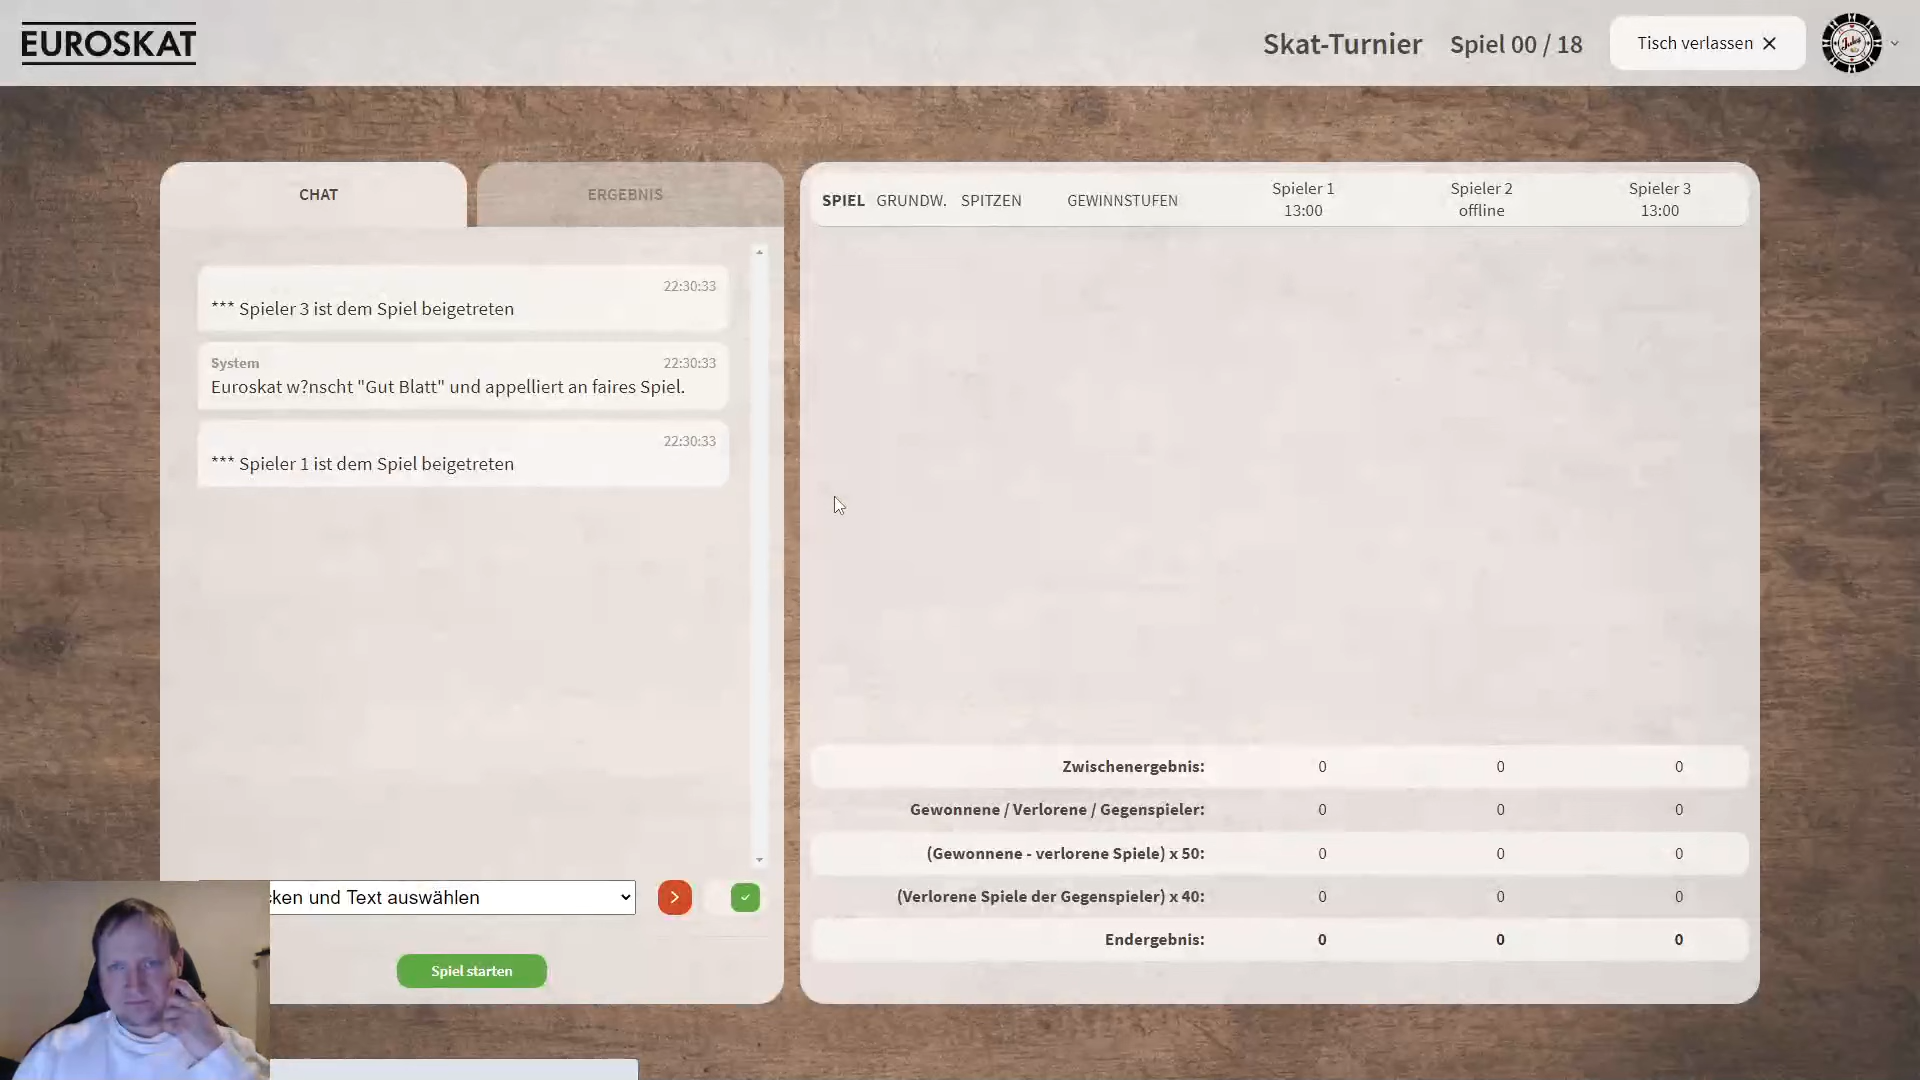 EUROSKAT
Skat-Turnier
Spiel 00 / 18
Tisch verlassen
CHAT
ERGEBNIS
22:30:33
*** Spieler 3 ist dem Spiel beigetreten
System
22:30:33
Euroskat w?nscht "Gut Blatt" und appelliert an faires Spiel.
22:30:33
*** Spieler 1 ist dem Spiel beigetreten
und Text auswählen
Spiel starten
SPIEL GRUNDW. SPITZEN GEWINNSTUFEN
Spieler 1
13:00
Spieler 2
offline
Spieler 3
13:00
Zwischenergebnis: 0 0 0
Gewonnene / Verlorene / Gegenspieler: 0 0 0
(Gewonnene - verlorene Spiele) x 50: 0 0 0
(Verlorene Spiele der Gegenspieler) x 40: 0 0 0
Endergebnis: 0 0 0